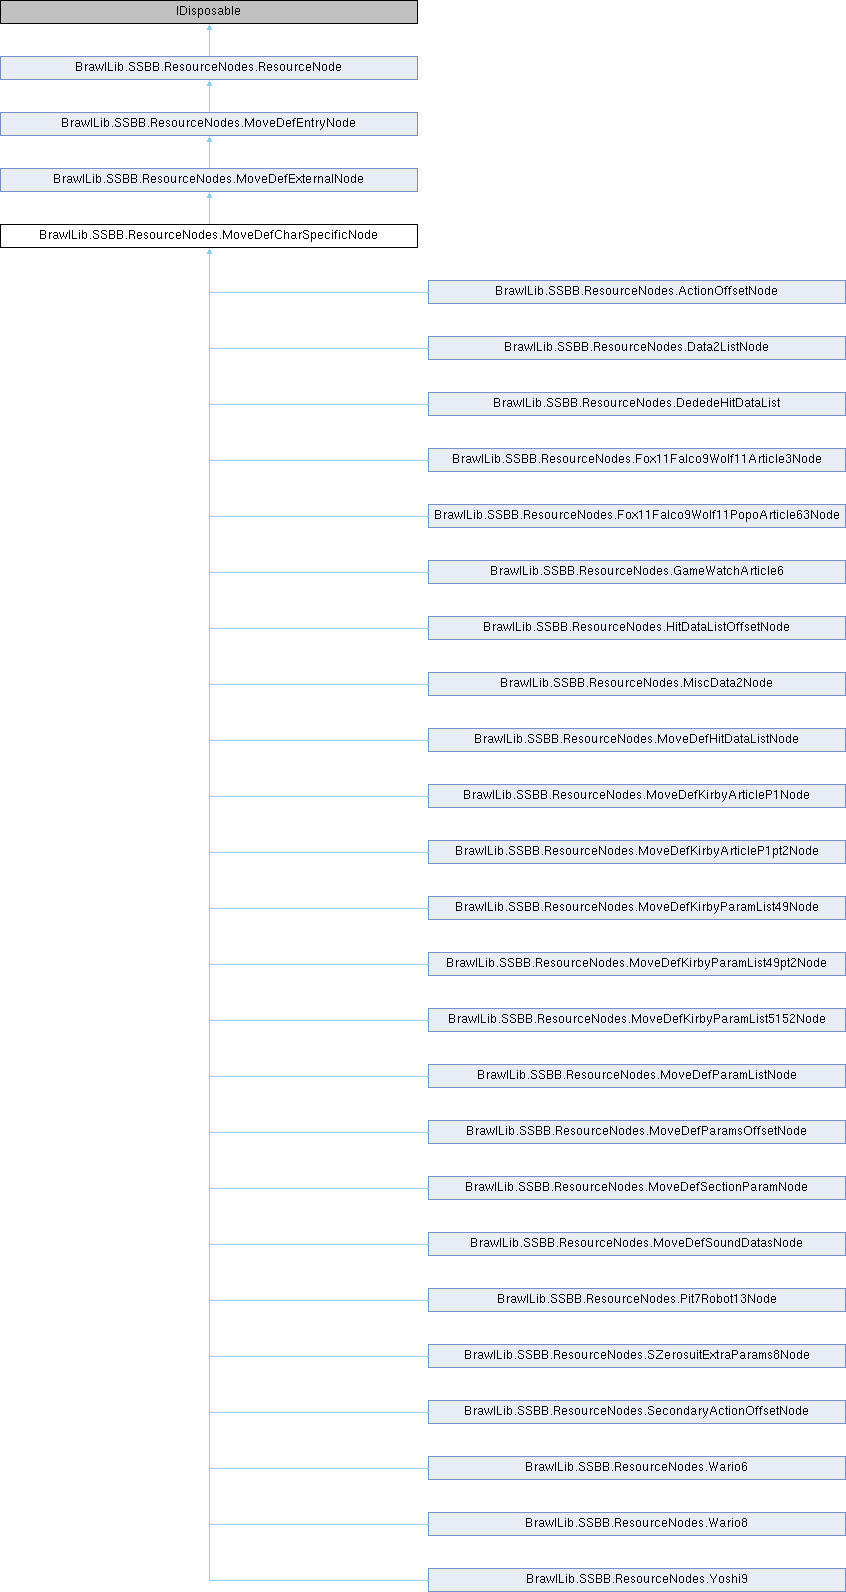 IDisposable
BrawlLib.SSBB.ResourceNodes.ResourceNode
BrawlLib.SSBB.ResourceNodes.MoveDefEntryNode
BrawlLib.SSBB.ResourceNodes.MoveDefExternalNode
BrawlLib.SSBB.ResourceNodes.MoveDefCharSpecificNode
BrawlLib.SSBB.ResourceNodes.ActionOffsetNode
BrawlLib.SSBB.ResourceNodes.Data2ListNode
BrawlLib.SSBB.ResourceNodes.DededeHitDataList
BrawlLib.SSBB.ResourceNodes.Fox11Falco9Wolf11Article3Node
BrawlLib.SSBB.ResourceNodes.Fox11Falco9Wolf11PopoArticle63Node
BrawlLib.SSBB.ResourceNodes.GameWatchArticle6
BrawlLib.SSBB.ResourceNodes.HitDataListOffsetNode
BrawlLib.SSBB.ResourceNodes.MiscData2Node
BrawlLib.SSBB.ResourceNodes.MoveDefHitDataListNode
BrawlLib.SSBB.ResourceNodes.MoveDefKirbyArticleP1Node
BrawlLib.SSBB.ResourceNodes.MoveDefKirbyArticleP1pt2Node
BrawlLib.SSBB.ResourceNodes.MoveDefKirbyParamList49Node
BrawlLib.SSBB.ResourceNodes.MoveDefKirbyParamList49pt2Node
BrawlLib.SSBB.ResourceNodes.MoveDefKirbyParamList5152Node
BrawlLib.SSBB.ResourceNodes.MoveDefParamListNode
BrawlLib.SSBB.ResourceNodes.MoveDefParamsOffsetNode
BrawlLib.SSBB.ResourceNodes.MoveDefSectionParamNode
BrawlLib.SSBB.ResourceNodes.MoveDefSoundDatasNode
BrawlLib.SSBB.ResourceNodes.Pit7Robot13Node
BrawlLib.SSBB.ResourceNodes.SZerosuitExtraParams8Node
BrawlLib.SSBB.ResourceNodes.SecondaryActionOffsetNode
BrawlLib.SSBB.ResourceNodes.Wario6
BrawlLib.SSBB.ResourceNodes.Wario8
BrawlLib.SSBB.ResourceNodes.Yoshi9